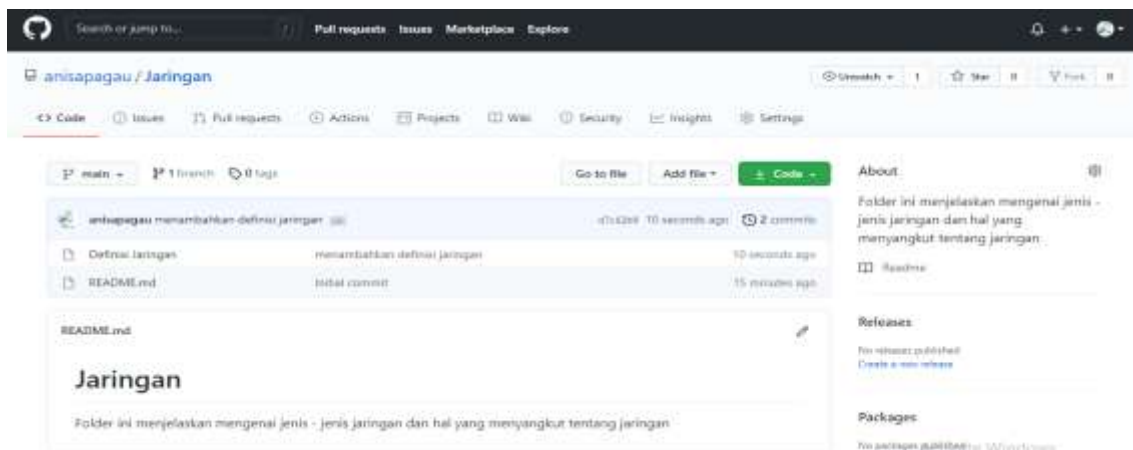 Search or jump to... / Pull requests Issues Marketplace Explore
anisapagau / Jaringan
Unwatch 1 Star 0 Fork 0
Code Issues Pull requests Actions Projects Wiki Security Insights Settings
main 1 branch 0 tags Go to file Add file Code
anisapagau menambahkan definisi jaringan 10 seconds ago 2 commits
Definisi Jaringan menambahkan definisi jaringan 10 seconds ago
README.md Initial commit 15 minutes ago
README.md
Jaringan
Folder ini menjelaskan mengenai jenis - jenis jaringan dan hal yang menyangkut tentang jaringan
About
Folder ini menjelaskan mengenai jenis -
jenis jaringan dan hal yang
menyangkut tentang jaringan
Readme
Releases
No releases published
Create a new release
Packages
No packages published